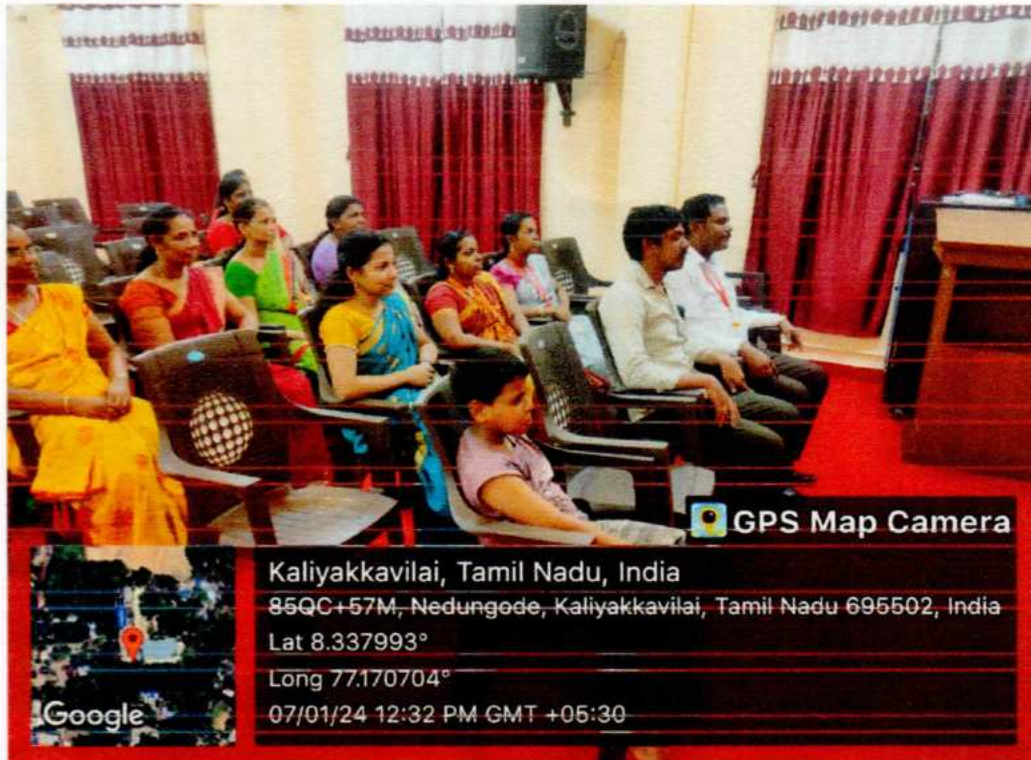 GPS Map Camera
Kaliyakkavilai, Tamil Nadu, India
85QC+57M, Nedungode, Kaliyakkavilai, Tamil Nadu 695502, India
Lat 8.337993°
Long 77.170704°
07/01/24 12:32 PM GMT +05:30
Google